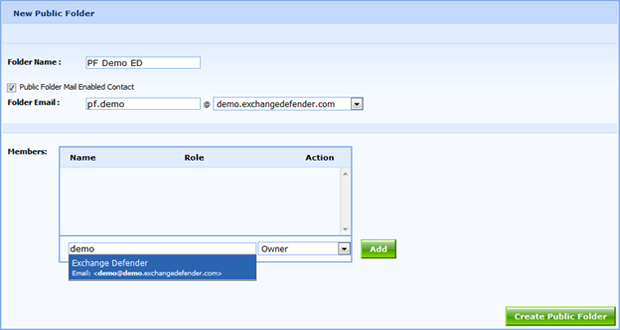 New Public Folder
Folder Name : PF Demo ED
Public Folder Mail Enabled Contact
Folder Email : pf.demo @ demo.exchangedefender.com
Members: Name Role Action
demo Owner Add
Exchange Defender
Email: <demo@demo.exchangedefender.com>
Create Public Folder